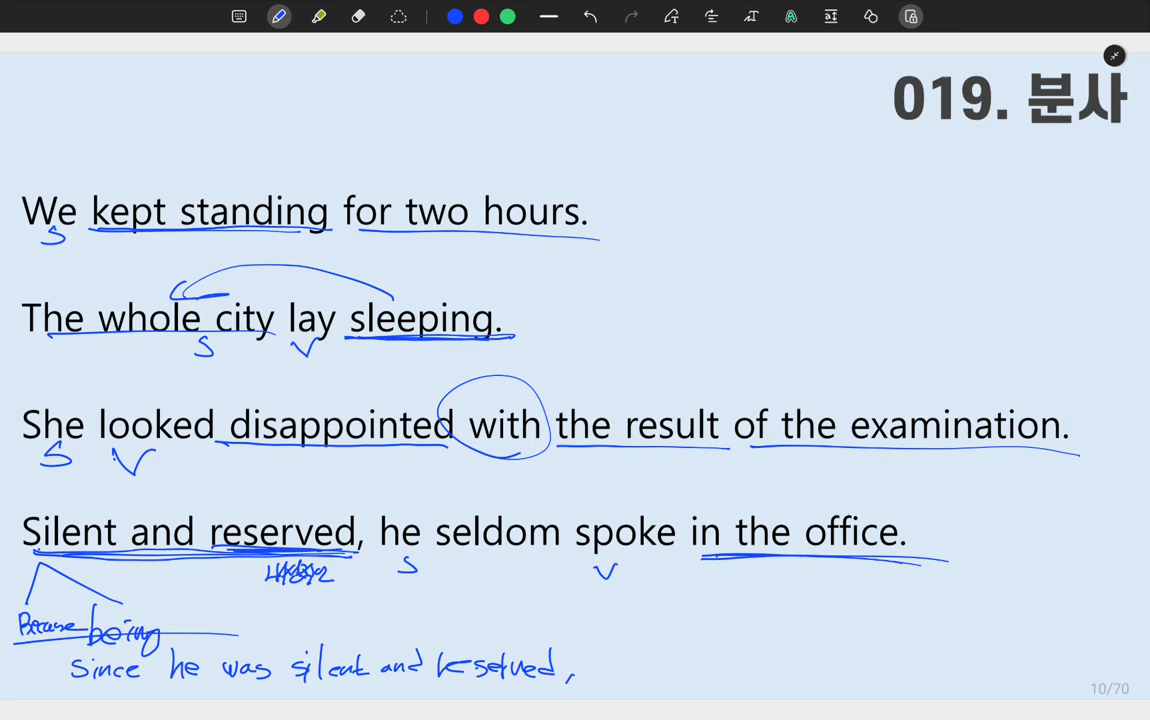 019. 분사
We kept standing for two hours.
S
The whole city lay sleeping.
S V
She looked disappointed with the result of the examination.
S V
Silent and reserved, he seldom spoke in the office.
S V
Because being
since he was silent and reserved,
10/70